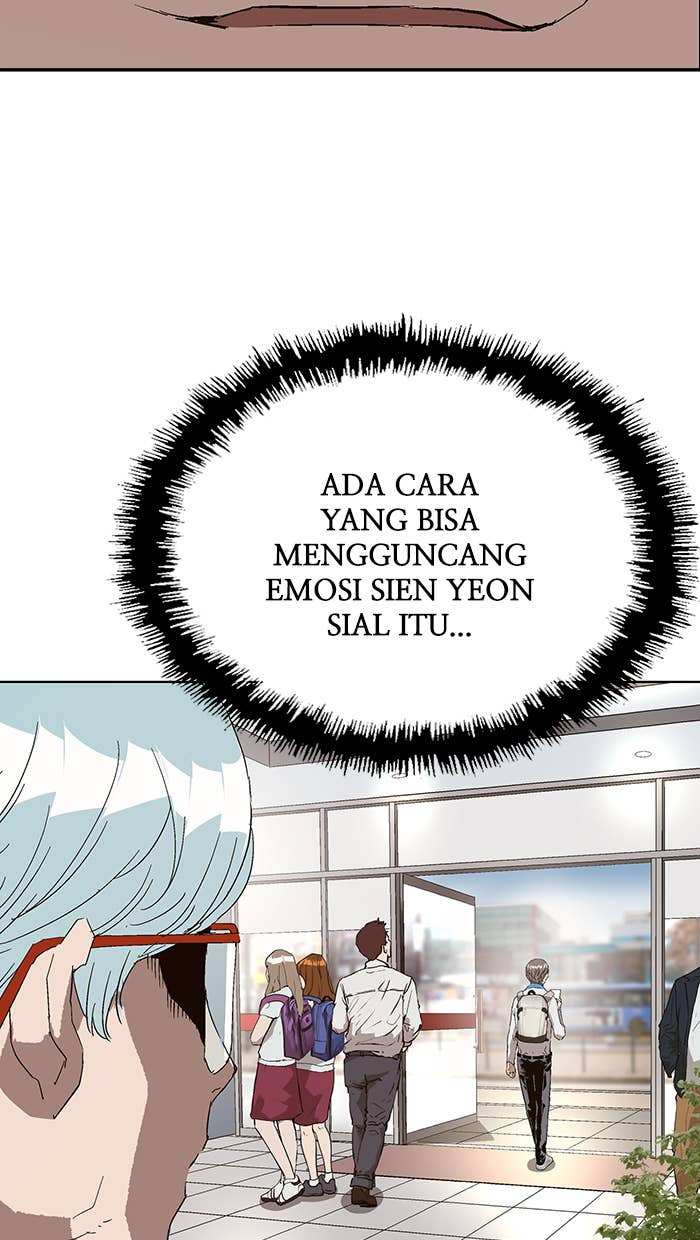 ADA CARA
YANG BISA
MENGGUNCANG
EMOSI SIEN YEON
SIAL ITU...